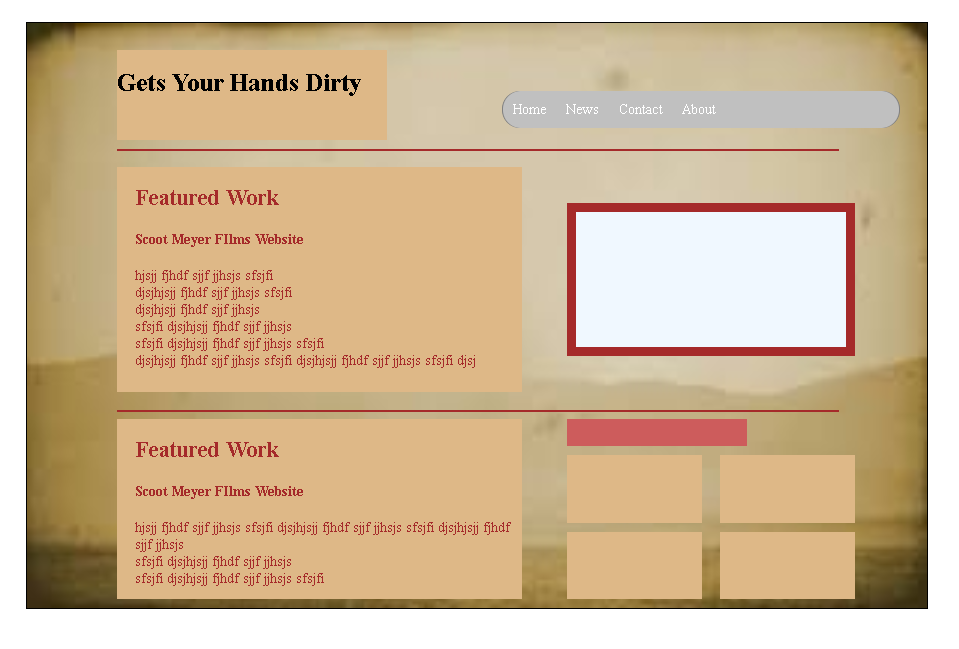 Gets Your Hands Dirty
Home News Contact About
Featured Work
Scoot Meyer FIlms Website
hjsjj fjhdf sjjf jjhsjs sfsjfi
djsjhjsjj fjhdf sjjf jjhsjs sfsjfi
djsjhjsjj fjhdf sjjf jjhsjs
sfsjfi djsjhjsjj fjhdf sjjf jjhsjs
sfsjfi djsjhjsjj fjhdf sjjf jjhsjs sfsjfi
djsjhjsjj fjhdf sjjf jjhsjs sfsjfi djsjhjsjj fjhdf sjjf jjhsjs sfsjfi djsj
Featured Work
Scoot Meyer FIlms Website
hjsjj fjhdf sjjf jjhsjs sfsjfi djsjhjsjj fjhdf sjjf jjhsjs sfsjfi djsjhjsjj fjhdf
sjjf jjhsjs
sfsjfi djsjhjsjj fjhdf sjjf jjhsjs
sfsjfi djsjhjsjj fjhdf sjjf jjhsjs sfsjfi